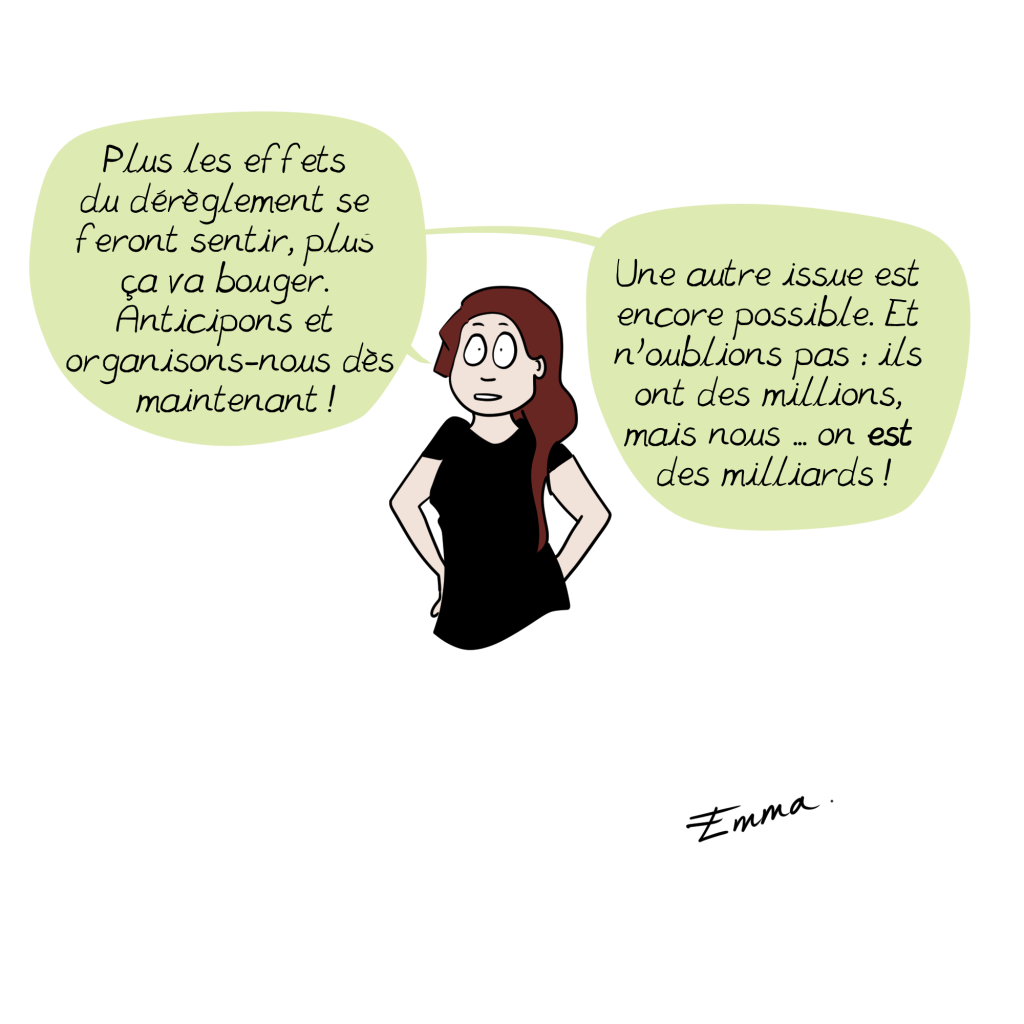 Plus les effets
du dérèglement se
feront sentir, plus
ça va bouger.
Anticipons et
organisons-nous dès
maintenant !
Une autre issue est
encore possible. Et
n'oublions pas : ils
ont des millions,
mais nous ... on est
des milliards !
Emma.